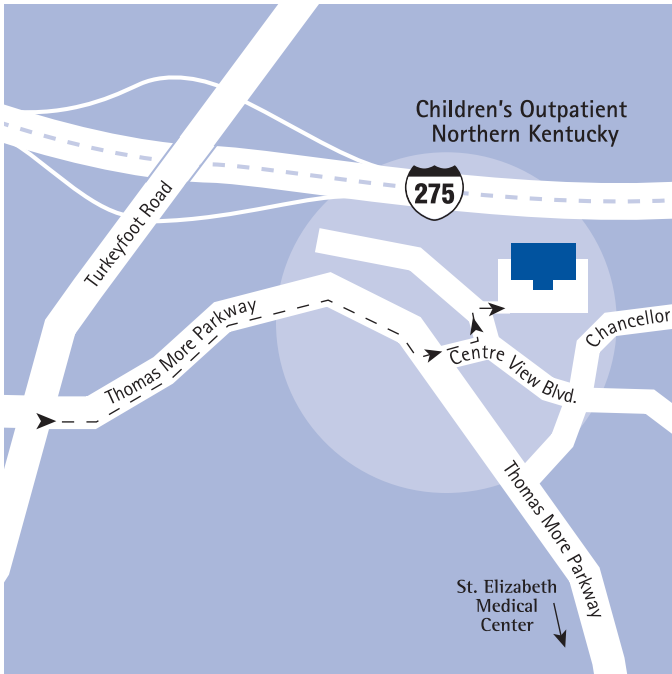 Children's Outpatient
Northern Kentucky
275
Turkeyfoot Road
Thomas More Parkway
Chancellor
Centre View Blvd.
Thomas More Parkway
St. Elizabeth
Medical
Center